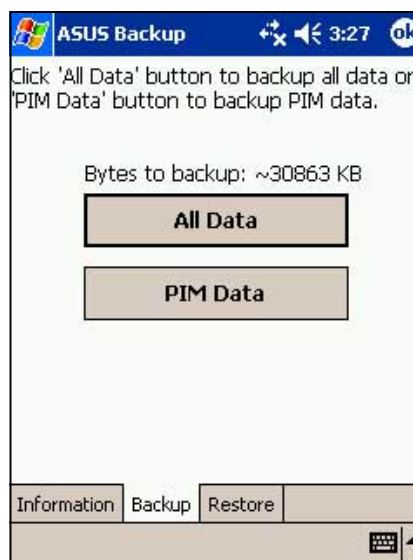 ASUS Backup 3:27 ok
Click 'All Data' button to backup all data or
'PIM Data' button to backup PIM data.
Bytes to backup: ~30863 KB
All Data
PIM Data
Information Backup Restore